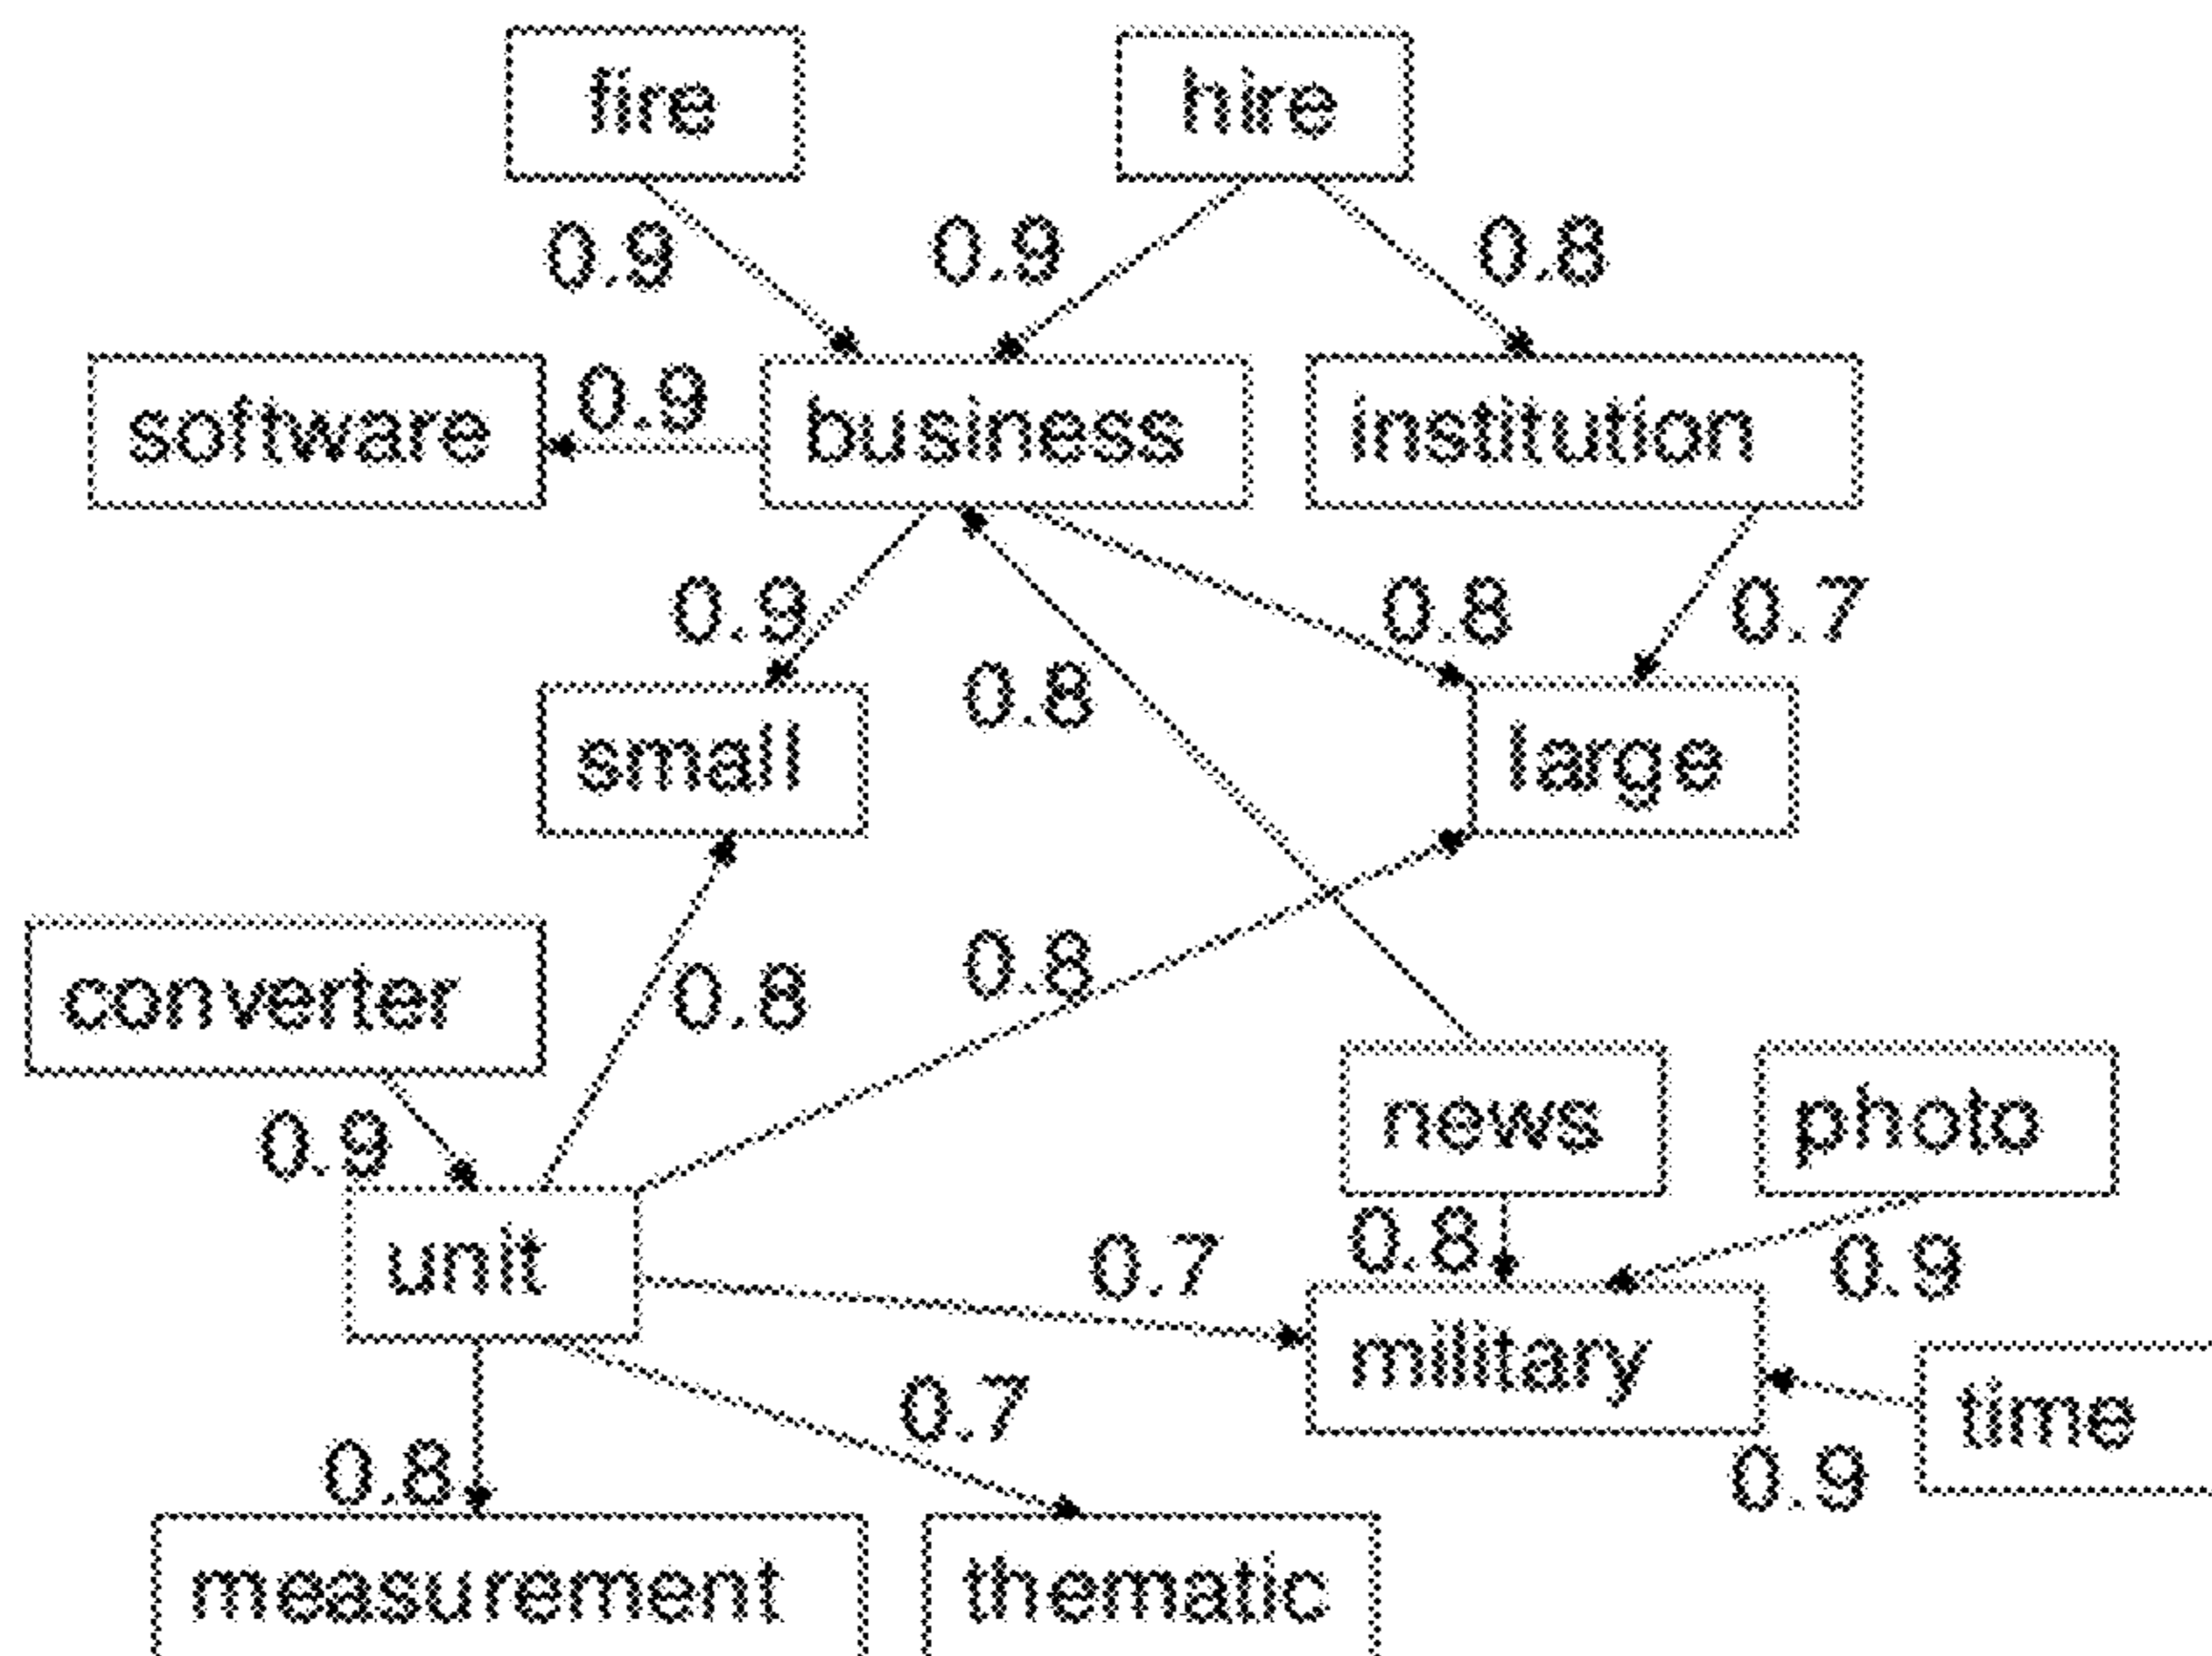 fire
hire
0.9
0.9
0.8
software
0.9
business
institution
0.9
0.8
0.7
0.8
small
large
converter
0.8
0.8
0.9
news
photo
unit
0.7
0.8
0.9
military
time
0.7
0.8
0.9
measurement
thematic